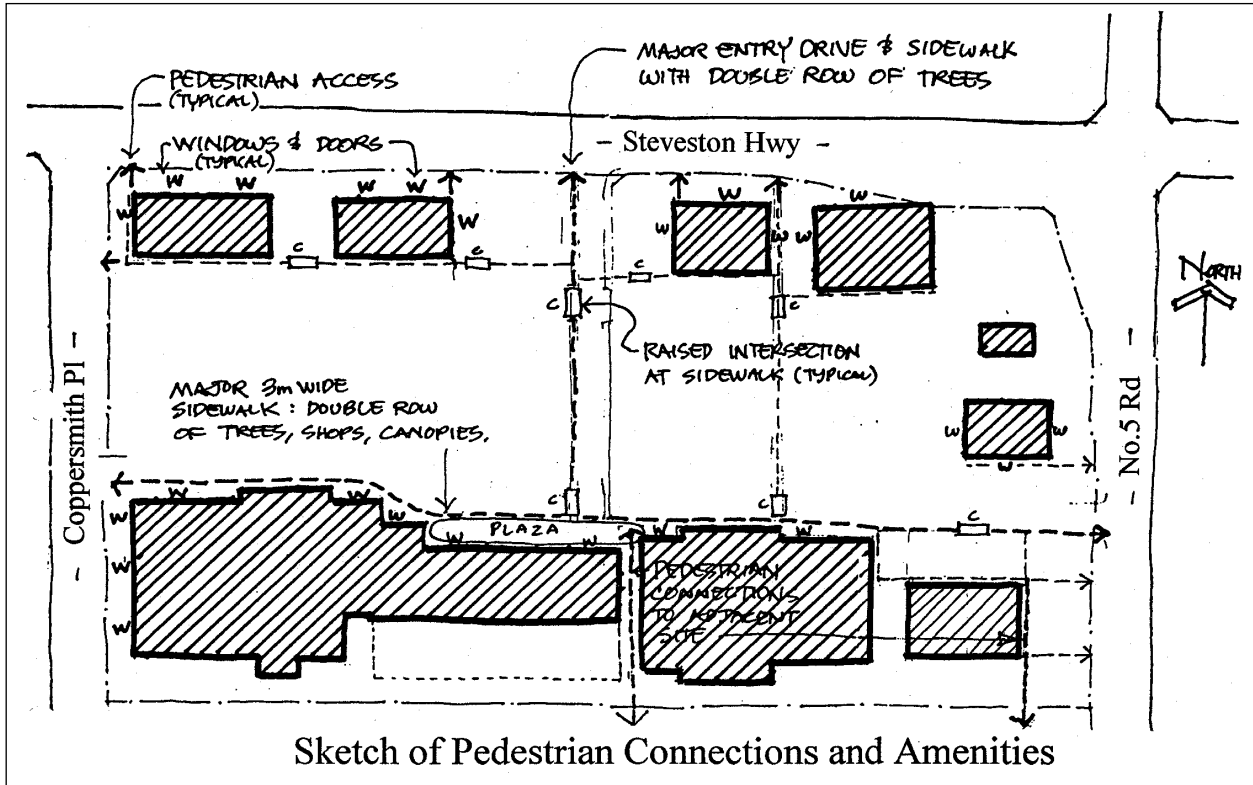 MAJOR ENTRY DRIVE & SIDEWALK
WITH DOUBLE ROW OF TREES
PEDESTRIAN ACCESS
(TYPICAL)
- Steveston Hwy -
WINDOWS & DOORS
(TYPICAL)
W W W W
W
W
W W
W W W
C C C
C C
NORTH
RAISED INTERSECTION
AT SIDEWALK (TYPICAL)
MAJOR 3m WIDE
SIDEWALK : DOUBLE ROW
OF TREES, SHOPS, CANOPIES.
- Coppersmith Pl -
- No.5 Rd -
W W
W
W W W
C C
C
PLAZA
W W W W
W
W
W
PEDESTRIAN
CONNECTIONS
TO ADJACENT
SITE
Sketch of Pedestrian Connections and Amenities